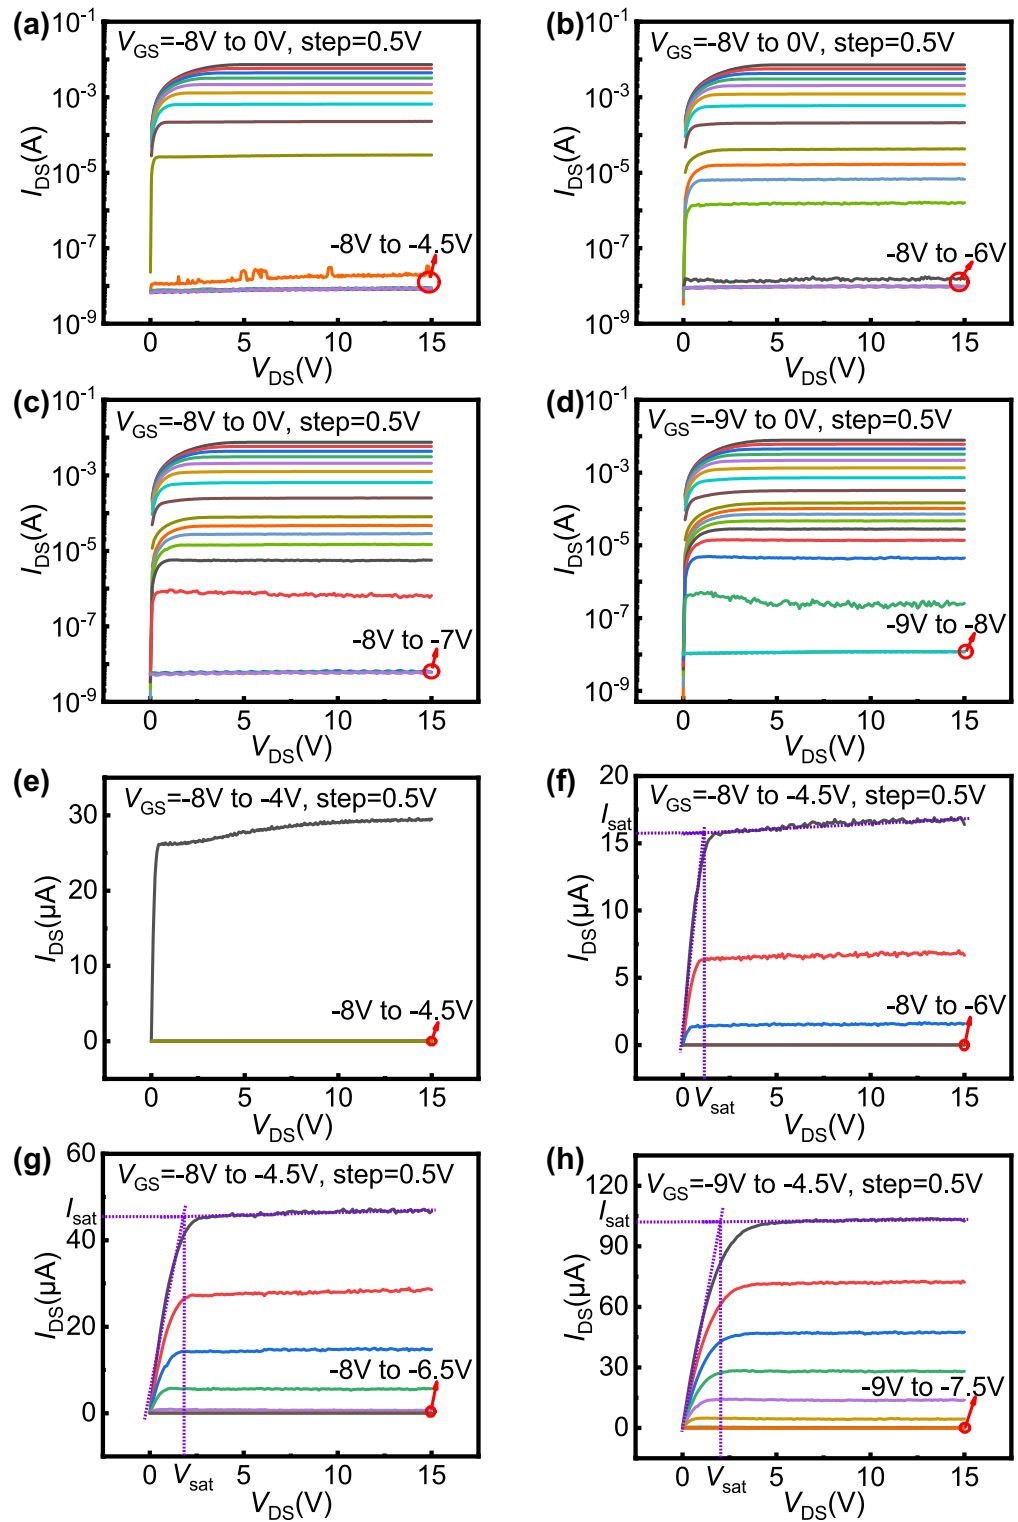 (a)
V_GS=-8V to 0V, step=0.5V
10^-1
10^-3
10^-5
10^-7
10^-9
I_DS(A)
-8V to -4.5V
0 5 10 15
V_DS(V)
(b)
V_GS=-8V to 0V, step=0.5V
10^-1
10^-3
10^-5
10^-7
10^-9
I_DS(A)
-8V to -6V
0 5 10 15
V_DS(V)
(c)
V_GS=-8V to 0V, step=0.5V
10^-1
10^-3
10^-5
10^-7
10^-9
I_DS(A)
-8V to -7V
0 5 10 15
V_DS(V)
(d)
V_GS=-9V to 0V, step=0.5V
10^-1
10^-3
10^-5
10^-7
10^-9
I_DS(A)
-9V to -8V
0 5 10 15
V_DS(V)
(e)
V_GS=-8V to -4V, step=0.5V
30
20
10
0
I_DS(μA)
-8V to -4.5V
0 5 10 15
V_DS(V)
(f)
V_GS=-8V to -4.5V, step=0.5V
20
I_sat
15
10
5
0
I_DS(μA)
-8V to -6V
0 V_sat 5 10 15
V_DS(V)
(g)
V_GS=-8V to -4.5V, step=0.5V
60
I_sat
40
20
0
I_DS(μA)
-8V to -6.5V
0 V_sat 5 10 15
V_DS(V)
(h)
V_GS=-9V to -4.5V, step=0.5V
120
I_sat
90
60
30
0
I_DS(μA)
-9V to -7.5V
0 V_sat 5 10 15
V_DS(V)